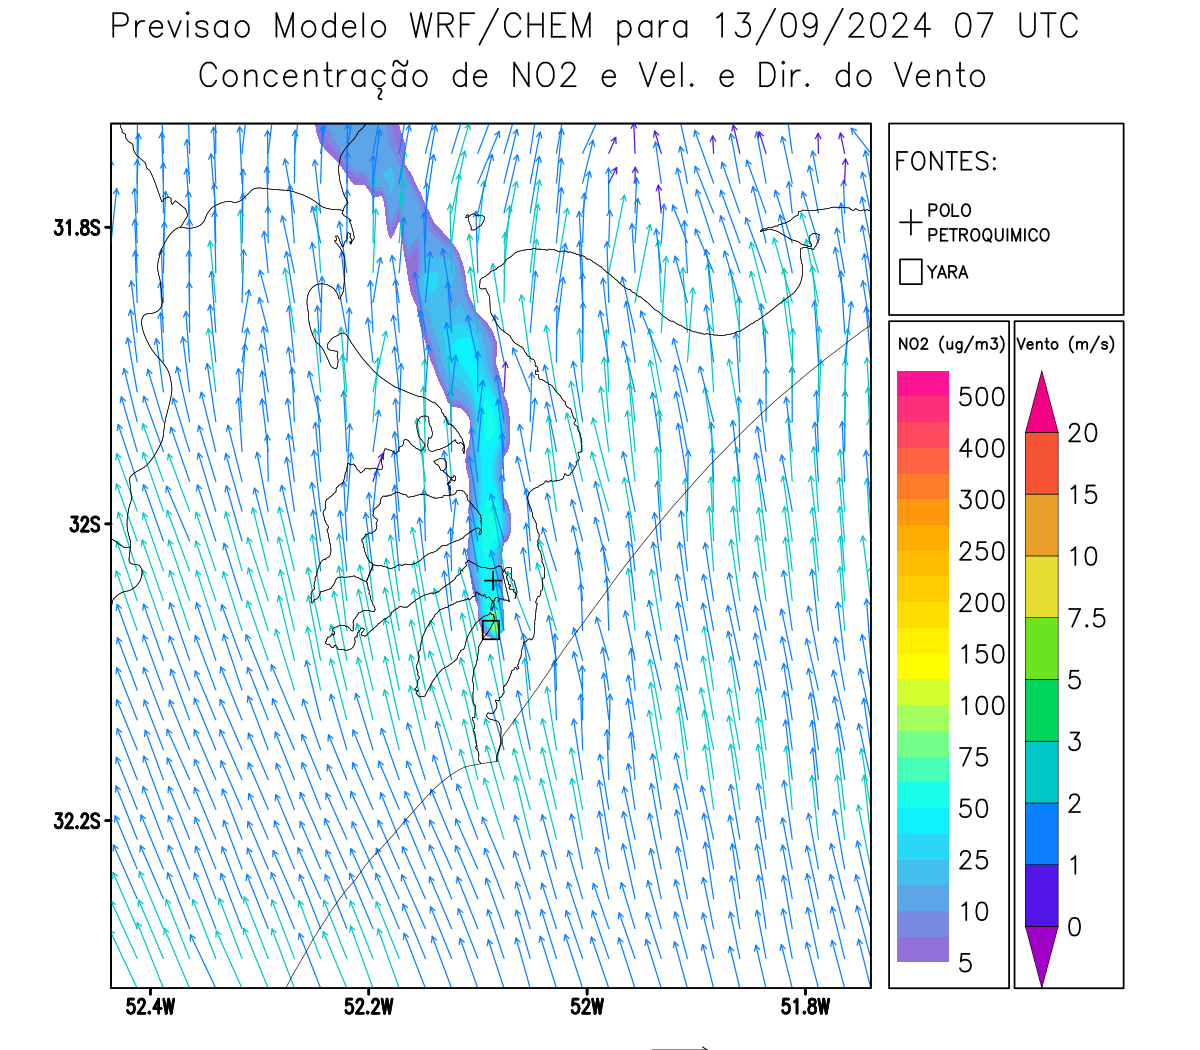 Previsao Modelo WRF/CHEM para 13/09/2024 07 UTC
Concentração de NO2 e Vel. e Dir. do Vento
FONTES:
POLO
PETROQUIMICO
YARA
NO2 (ug/m3)
500
400
300
250
200
150
100
75
50
25
10
5
Vento (m/s)
20
15
10
7.5
5
3
2
1
0
31.8S
32S
32.2S
52.4W
52.2W
52W
51.8W